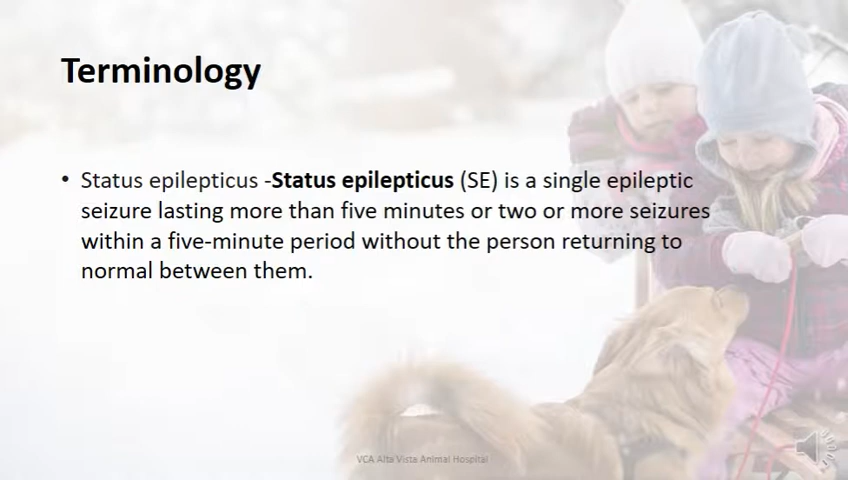 Terminology
• Status epilepticus -Status epilepticus (SE) is a single epileptic
seizure lasting more than five minutes or two or more seizures
within a five-minute period without the person returning to
normal between them.
VCA Alta Vista Animal Hospital